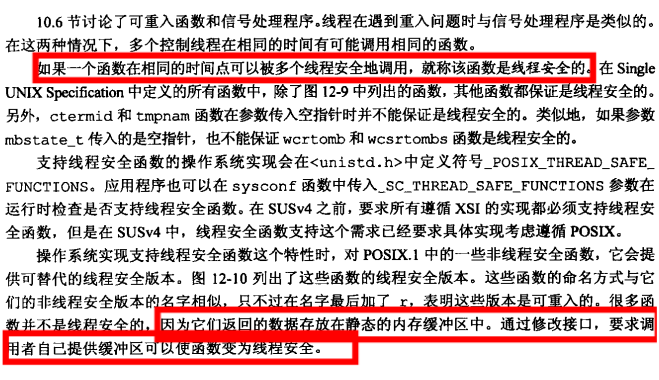 10.6 节讨论了可重入函数和信号处理程序。线程在遇到重入问题时与信号处理程序是类似的。
在这两种情况下，多个控制线程在相同的时间有可能调用相同的函数。
如果一个函数在相同的时间点可以被多个线程安全地调用，就称该函数是线程安全的。在 Single
UNIX Specification 中定义的所有函数中，除了图 12-9 中列出的函数，其他函数都保证是线程安全的。
另外，ctermid 和 tmpnam 函数在参数传入空指针时并不能保证是线程安全的。类似地，如果参数
mbstate_t 传入的是空指针，也不能保证 wcrtomb 和 wcsrtombs 函数是线程安全的。
支持线程安全函数的操作系统实现会在<unistd.h>中定义符号_POSIX_THREAD_SAFE_
FUNCTIONS。应用程序也可以在 sysconf 函数中传入_SC_THREAD_SAFE_FUNCTIONS 参数在
运行时检查是否支持线程安全函数。在 SUSv4 之前，要求所有遵循 XSI 的实现都必须支持线程安
全函数，但是在 SUSv4 中，线程安全函数支持这个需求已经要求具体实现考虑遵循 POSIX。
操作系统实现支持线程安全函数这个特性时，对 POSIX.1 中的一些非线程安全函数，它会提
供可替代的线程安全版本。图 12-10 列出了这些函数的线程安全版本。这些函数的命名方式与它
们的非线程安全版本的名字相似，只不过在名字最后加了 r，表明这些版本是可重入的。很多函
数并不是线程安全的，因为它们返回的数据存放在静态的内存缓冲区中。通过修改接口，要求调
用者自己提供缓冲区可以使函数变为线程安全。